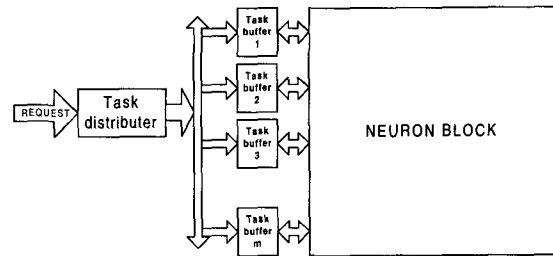 REQUEST
Task
distributer
Task
buffer
1
Task
buffer
2
Task
buffer
3
Task
buffer
m
NEURON BLOCK